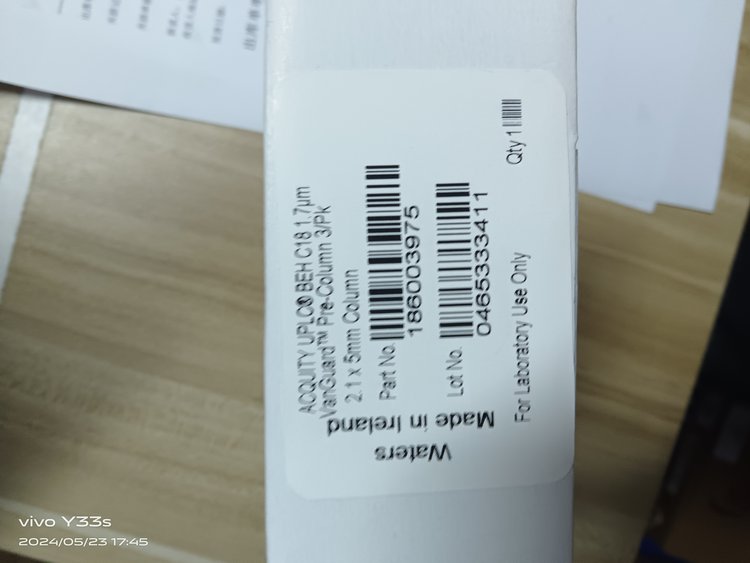 ACQUITY UPLC® BEH C18 1.7µm
VanGuard™ Pre-Column 3/PK
2.1 x 5mm Column
Part No.
186003975
Lot No.
0465333411
For Laboratory Use Only
Qty 1
Waters
Made in Ireland
vivo Y33s
2024/05/23 17:45